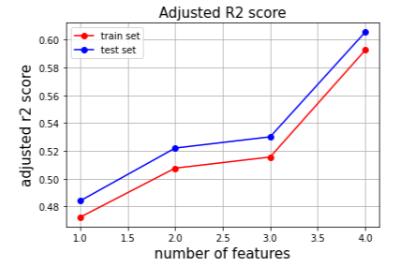 Adjusted R2 score
train set
test set
adjusted r2 score
0.60
0.58
0.56
0.54
0.52
0.50
0.48
1.0 1.5 2.0 2.5 3.0 3.5 4.0
number of features